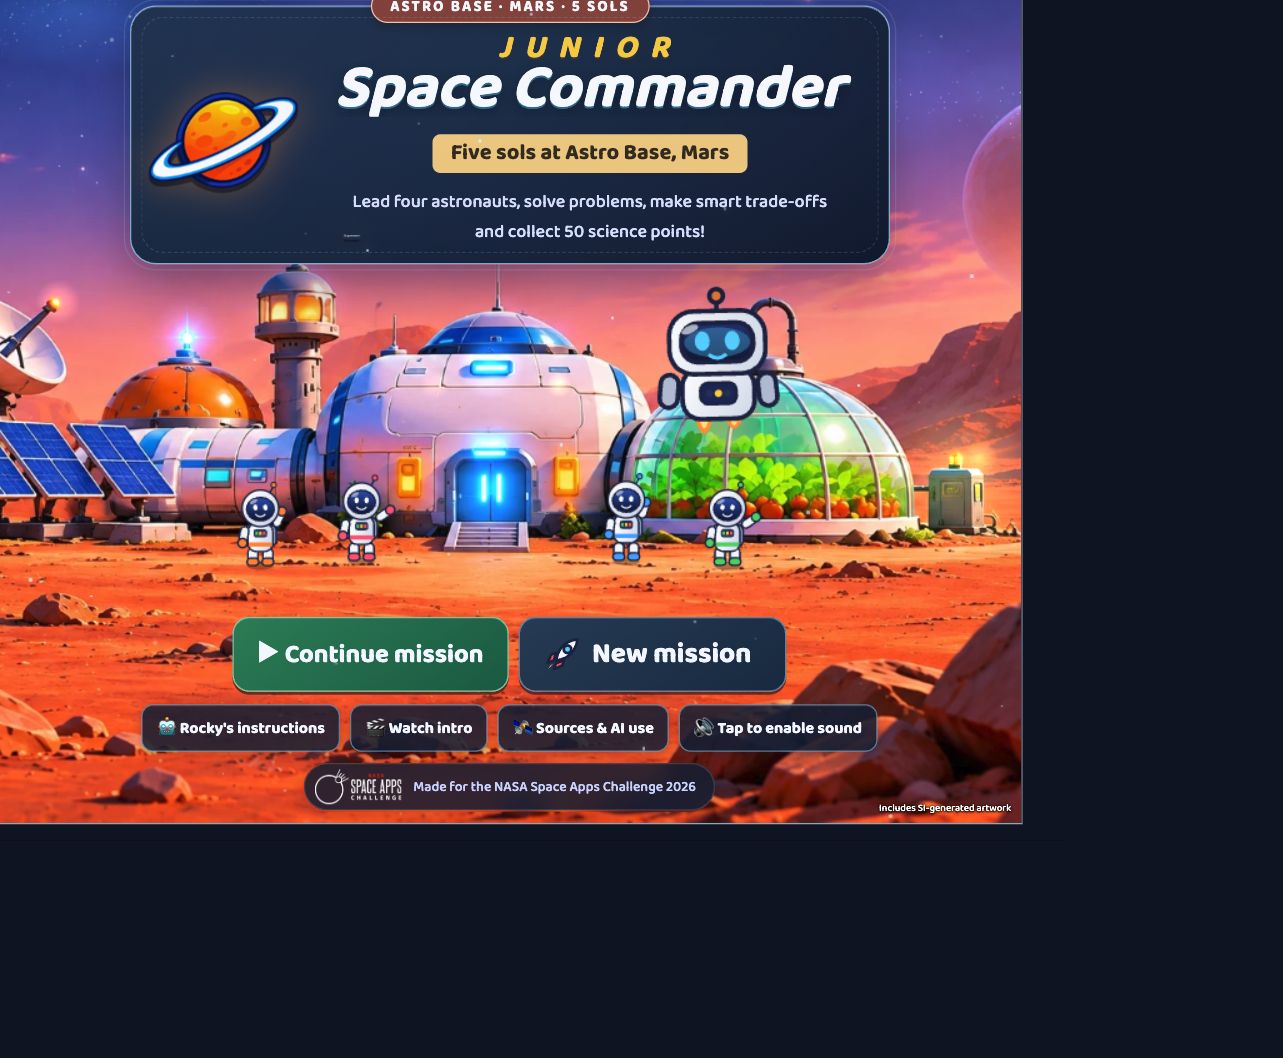 ASTRO BASE · MARS · 5 SOLS
JUNIOR
Space Commander
Five sols at Astro Base, Mars
Lead four astronauts, solve problems, make smart trade-offs
and collect 50 science points!
Continue mission
New mission
Rocky's instructions
Watch intro
Sources & AI use
Tap to enable sound
NASA
SPACE APPS
CHALLENGE
Made for the NASA Space Apps Challenge 2026
Includes SI-generated artwork